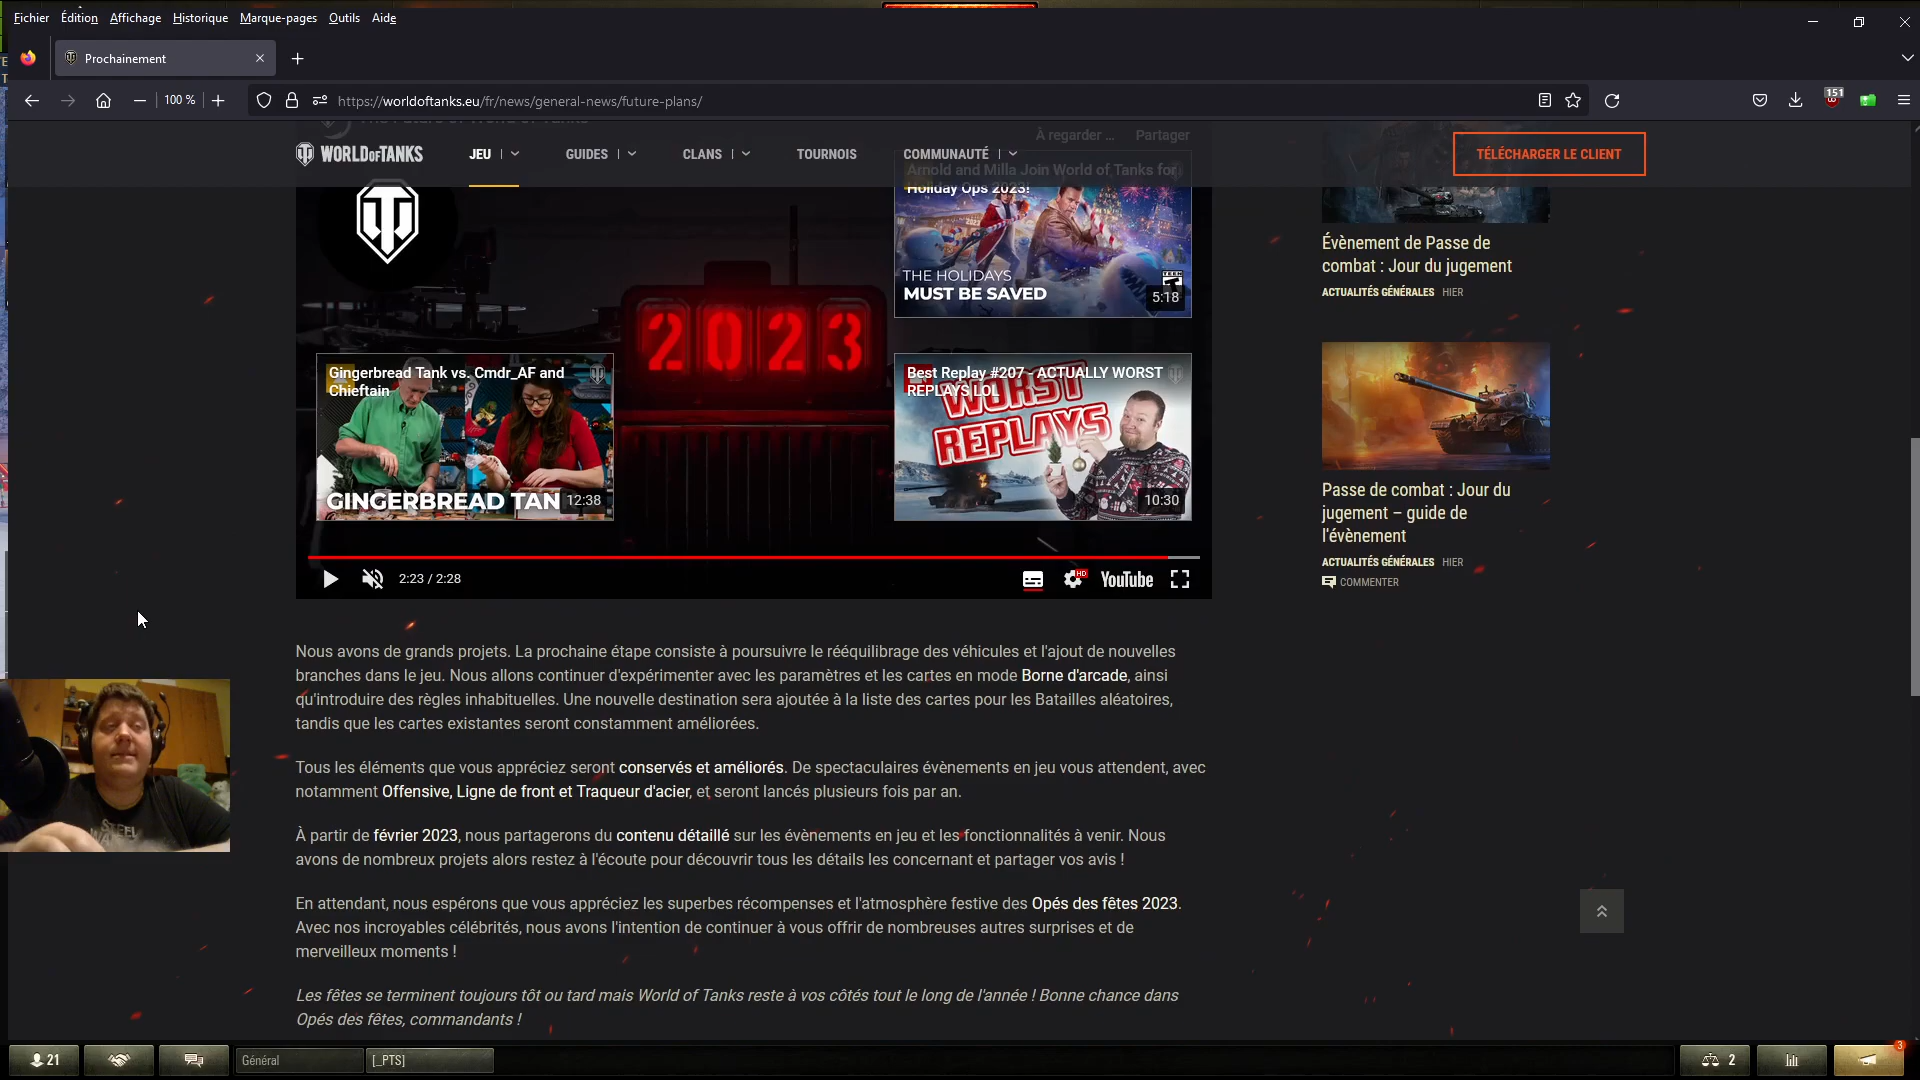 Fichier Édition Affichage Historique Marque-pages Outils Aide
Prochainement
100 %
https://worldoftanks.eu/fr/news/general-news/future-plans/
151
À regarder ... Partager
WORLD OF TANKS
JEU
GUIDES
CLANS
TOURNOIS
COMMUNAUTÉ
TÉLÉCHARGER LE CLIENT
Arnold and Milla Join World of Tanks for
Holiday Ops 2023!
THE HOLIDAYS
MUST BE SAVED
5:18
2023
Gingerbread Tank vs. Cmdr_AF and
Chieftain
GINGERBREAD TAN
12:38
Best Replay #207 - ACTUALLY WORST
REPLAYS LOL
WORST
REPLAYS
10:30
2:23 / 2:28
HD
YouTube
Évènement de Passe de
combat : Jour du jugement
ACTUALITÉS GÉNÉRALES HIER
Passe de combat : Jour du
jugement – guide de
l'évènement
ACTUALITÉS GÉNÉRALES HIER
COMMENTER
Nous avons de grands projets. La prochaine étape consiste à poursuivre le rééquilibrage des véhicules et l'ajout de nouvelles
branches dans le jeu. Nous allons continuer d'expérimenter avec les paramètres et les cartes en mode Borne d'arcade, ainsi
qu'introduire des règles inhabituelles. Une nouvelle destination sera ajoutée à la liste des cartes pour les Batailles aléatoires,
tandis que les cartes existantes seront constamment améliorées.
Tous les éléments que vous appréciez seront conservés et améliorés. De spectaculaires évènements en jeu vous attendent, avec
notamment Offensive, Ligne de front et Traqueur d'acier, et seront lancés plusieurs fois par an.
À partir de février 2023, nous partagerons du contenu détaillé sur les évènements en jeu et les fonctionnalités à venir. Nous
avons de nombreux projets alors restez à l'écoute pour découvrir tous les détails les concernant et partager vos avis !
En attendant, nous espérons que vous appréciez les superbes récompenses et l'atmosphère festive des Opés des fêtes 2023.
Avec nos incroyables célébrités, nous avons l'intention de continuer à vous offrir de nombreuses autres surprises et de
merveilleux moments !
Les fêtes se terminent toujours tôt ou tard mais World of Tanks reste à vos côtés tout le long de l'année ! Bonne chance dans
Opés des fêtes, commandants !
21
Général
[_PTS]
2
3